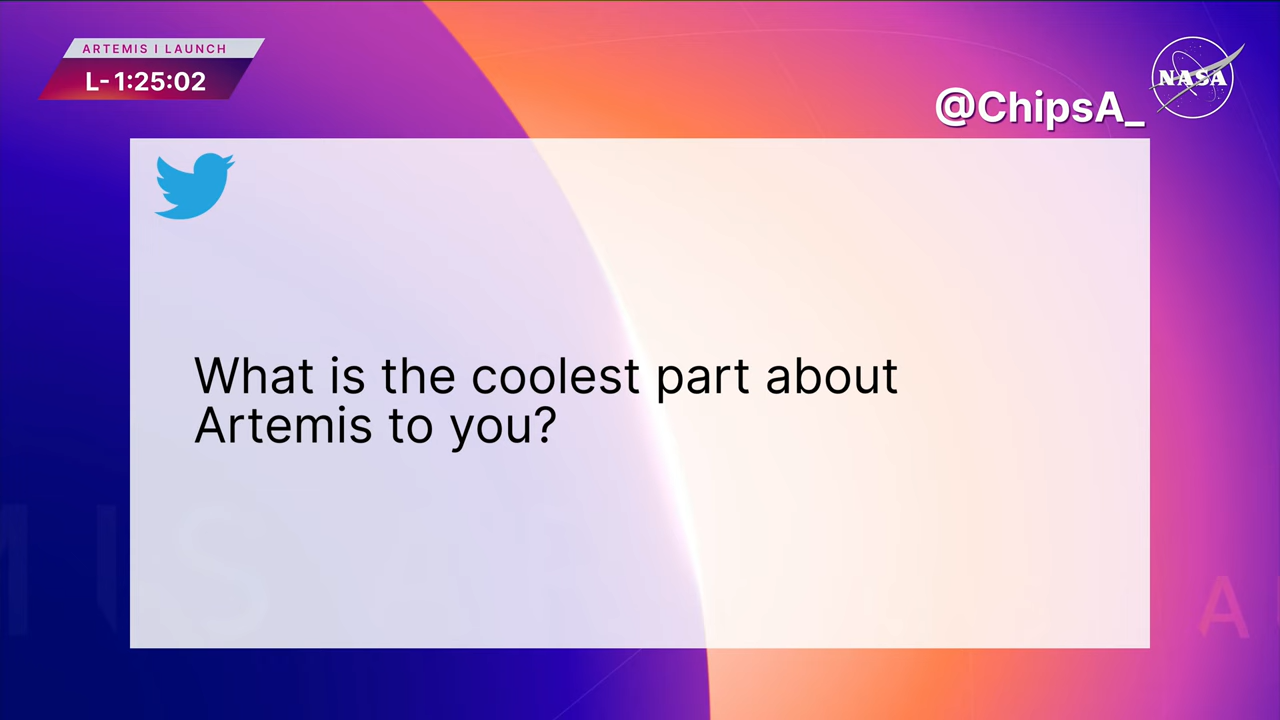 ARTEMIS I LAUNCH
L-1:25:02
@ChipsA_
NASA
What is the coolest part about
Artemis to you?
M I S
A